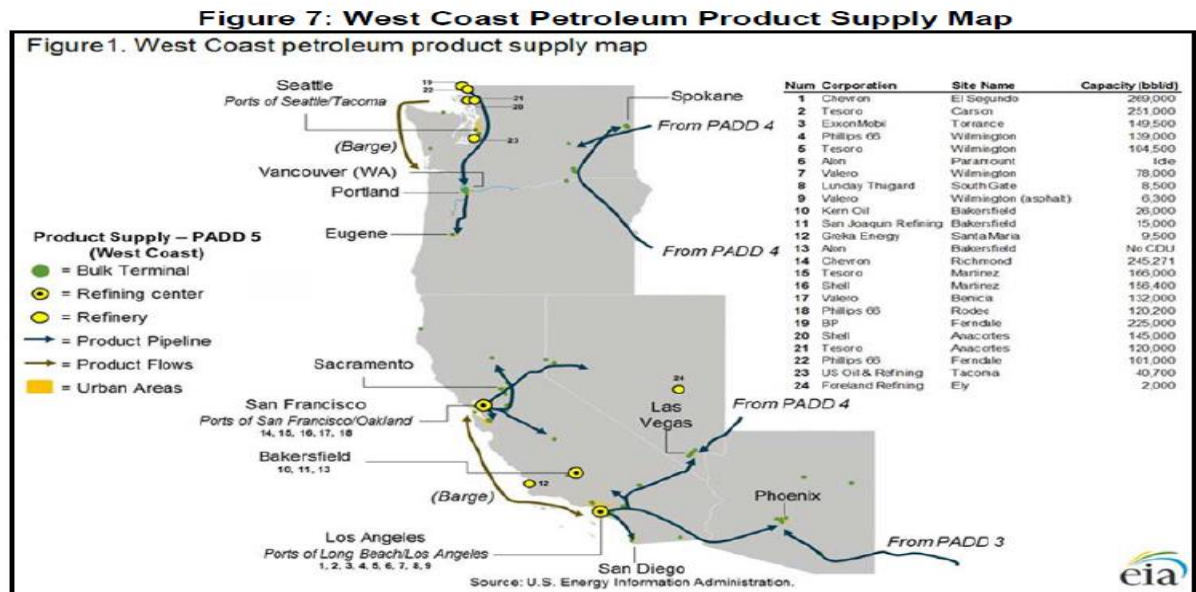 Figure 7: West Coast Petroleum Product Supply Map
Figure1. West Coast petroleum product supply map
Seattle
Ports of Seattle/Tacoma
(Barge)
Vancouver (WA)
Portland
Eugene
19
22
21
20
23
Spokane
From PADD 4
From PADD 4
Product Supply – PADD 5
(West Coast)
= Bulk Terminal
= Refining center
= Refinery
= Product Pipeline
= Product Flows
= Urban Areas
Sacramento
San Francisco
Ports of San Francisco/Oakland
14, 15, 16, 17, 18
Bakersfield
10, 11, 13
(Barge)
12
Los Angeles
Ports of Long Beach/Los Angeles
1, 2, 3, 4, 5, 6, 7, 8, 9
24
Las
Vegas
From PADD 4
Phoenix
From PADD 3
San Diego
Num Corporation Site Name Capacity (bbl/d)
1 Chevron El Segundo 269,000
2 Tesoro Carson 251,000
3 ExxonMobi Torrance 149,500
4 Phillips 66 Wilmington 139,000
5 Tesoro Wilmington 104,500
6 Alon Paramount Idle
7 Valero Wilmington 78,000
8 Lunday Thagard South Gate 8,500
9 Valero Wilmington (asphalt) 6,300
10 Kern Oil Bakersfield 26,000
11 San Joaquin Refining Bakersfield 15,000
12 Greka Energy Santa Maria 9,500
13 Alon Bakersfield No CDU
14 Chevron Richmond 245,271
15 Tesoro Martinez 166,000
16 Shell Martinez 156,400
17 Valero Benicia 132,000
18 Phillips 66 Rodeo 120,200
19 BP Ferndale 225,000
20 Shell Anacortes 145,000
21 Tesoro Anacortes 120,000
22 Phillips 66 Ferndale 101,000
23 US Oil & Refining Tacoma 40,700
24 Foreland Refining Ely 2,000
Source: U.S. Energy Information Administration.
eia